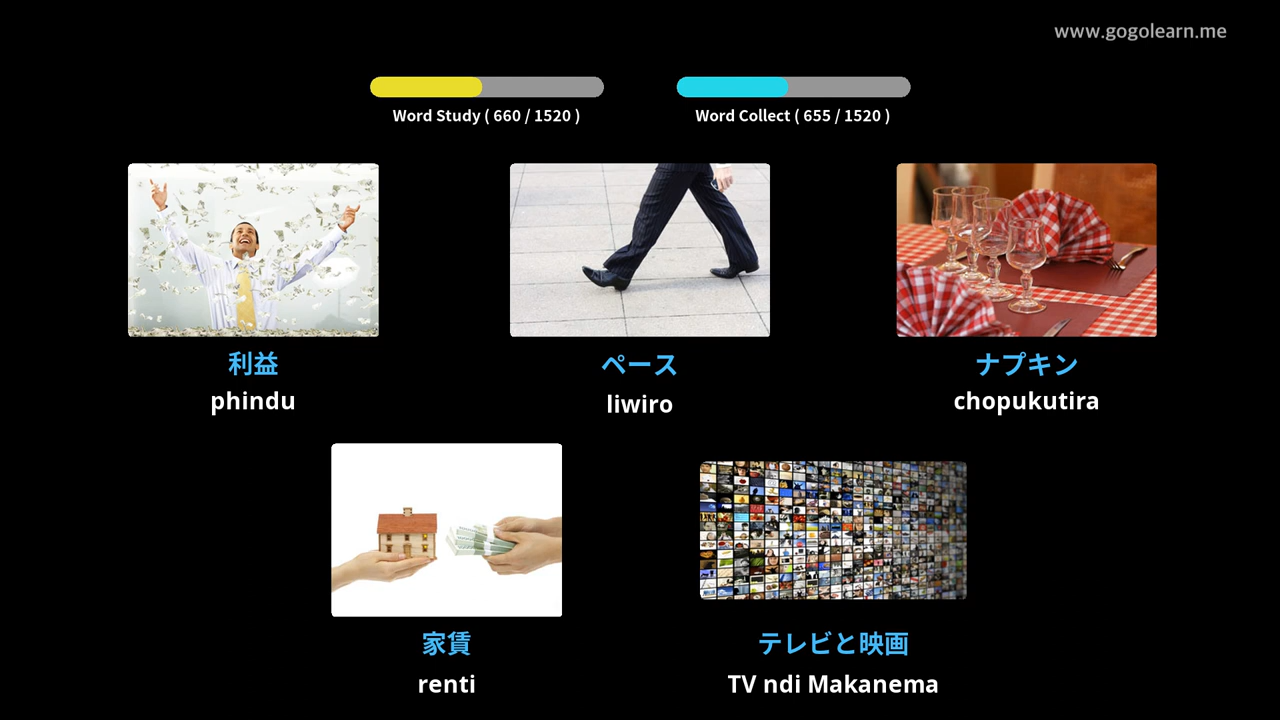 www.gogolearn.me
Word Study ( 660 / 1520 )
Word Collect ( 655 / 1520 )
利益
phindu
ペース
liwiro
ナプキン
chopukutira
家賃
renti
テレビと映画
TV ndi Makanema